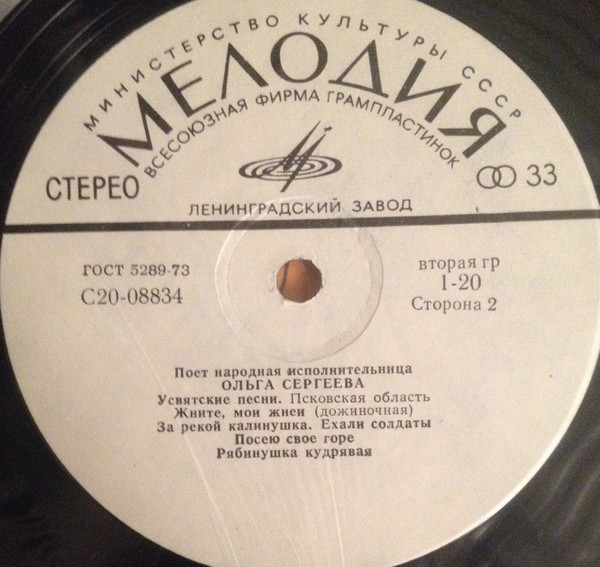 МИНИСТЕРСТВО КУЛЬТУРЫ СССР
МЕЛОДИЯ
ВСЕСОЮЗНАЯ ФИРМА ГРАМПЛАСТИНОК
СТЕРЕО
33
ЛЕНИНГРАДСКИЙ ЗАВОД
ГОСТ 5289-73
С20-08834
вторая гр
1-20
Сторона 2
Поет народная исполнительница
ОЛЬГА СЕРГЕЕВА
Усвятские песни. Псковская область
Жните, мои жнеи (дожиночная)
За рекой калинушка. Ехали солдаты
Посею свое горе
Рябинушка кудрявая